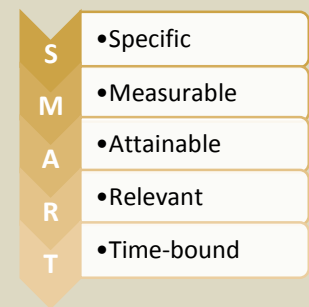 S •Specific
M •Measurable
A •Attainable
R •Relevant
T •Time-bound